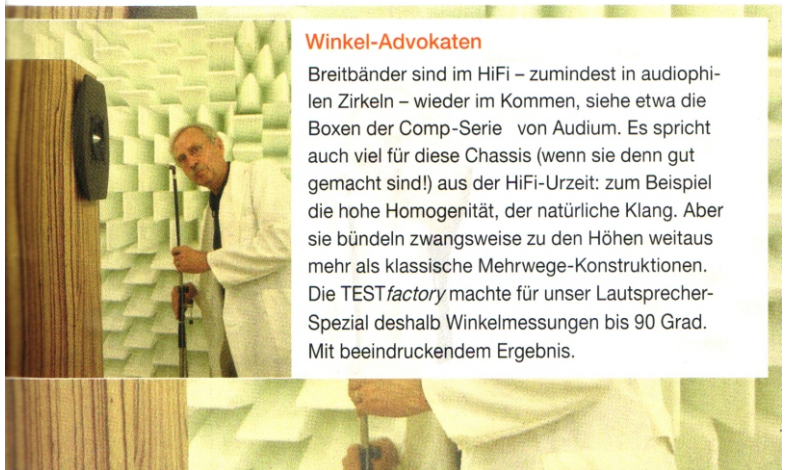 Winkel-Advokaten
Breitbänder sind im HiFi – zumindest in audiophi-
len Zirkeln – wieder im Kommen, siehe etwa die
Boxen der Comp-Serie von Audium. Es spricht
auch viel für diese Chassis (wenn sie denn gut
gemacht sind!) aus der HiFi-Urzeit: zum Beispiel
die hohe Homogenität, der natürliche Klang. Aber
sie bündeln zwangsweise zu den Höhen weitaus
mehr als klassische Mehrwege-Konstruktionen.
Die TESTfactory machte für unser Lautsprecher-
Spezial deshalb Winkelmessungen bis 90 Grad.
Mit beeindruckendem Ergebnis.